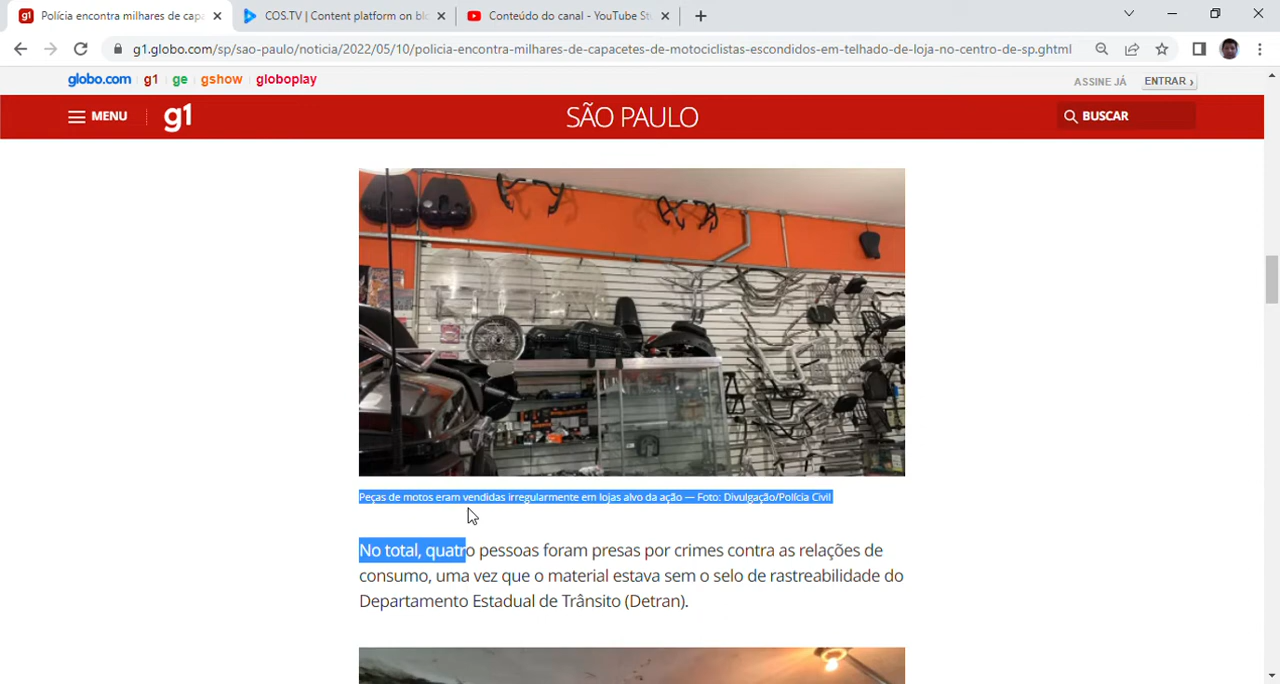 Polícia encontra milhares de capa
COS.TV | Content platform on blo
Conteúdo do canal - YouTube Stu
g1.globo.com/sp/sao-paulo/noticia/2022/05/10/policia-encontra-milhares-de-capacetes-de-motociclistas-escondidos-em-telhado-de-loja-no-centro-de-sp.ghtml
globo.com g1 ge gshow globoplay
ASSINE JÁ ENTRAR ›
MENU g1 SÃO PAULO BUSCAR
Peças de motos eram vendidas irregularmente em lojas alvo da ação — Foto: Divulgação/Polícia Civil
No total, quatro pessoas foram presas por crimes contra as relações de
consumo, uma vez que o material estava sem o selo de rastreabilidade do
Departamento Estadual de Trânsito (Detran).